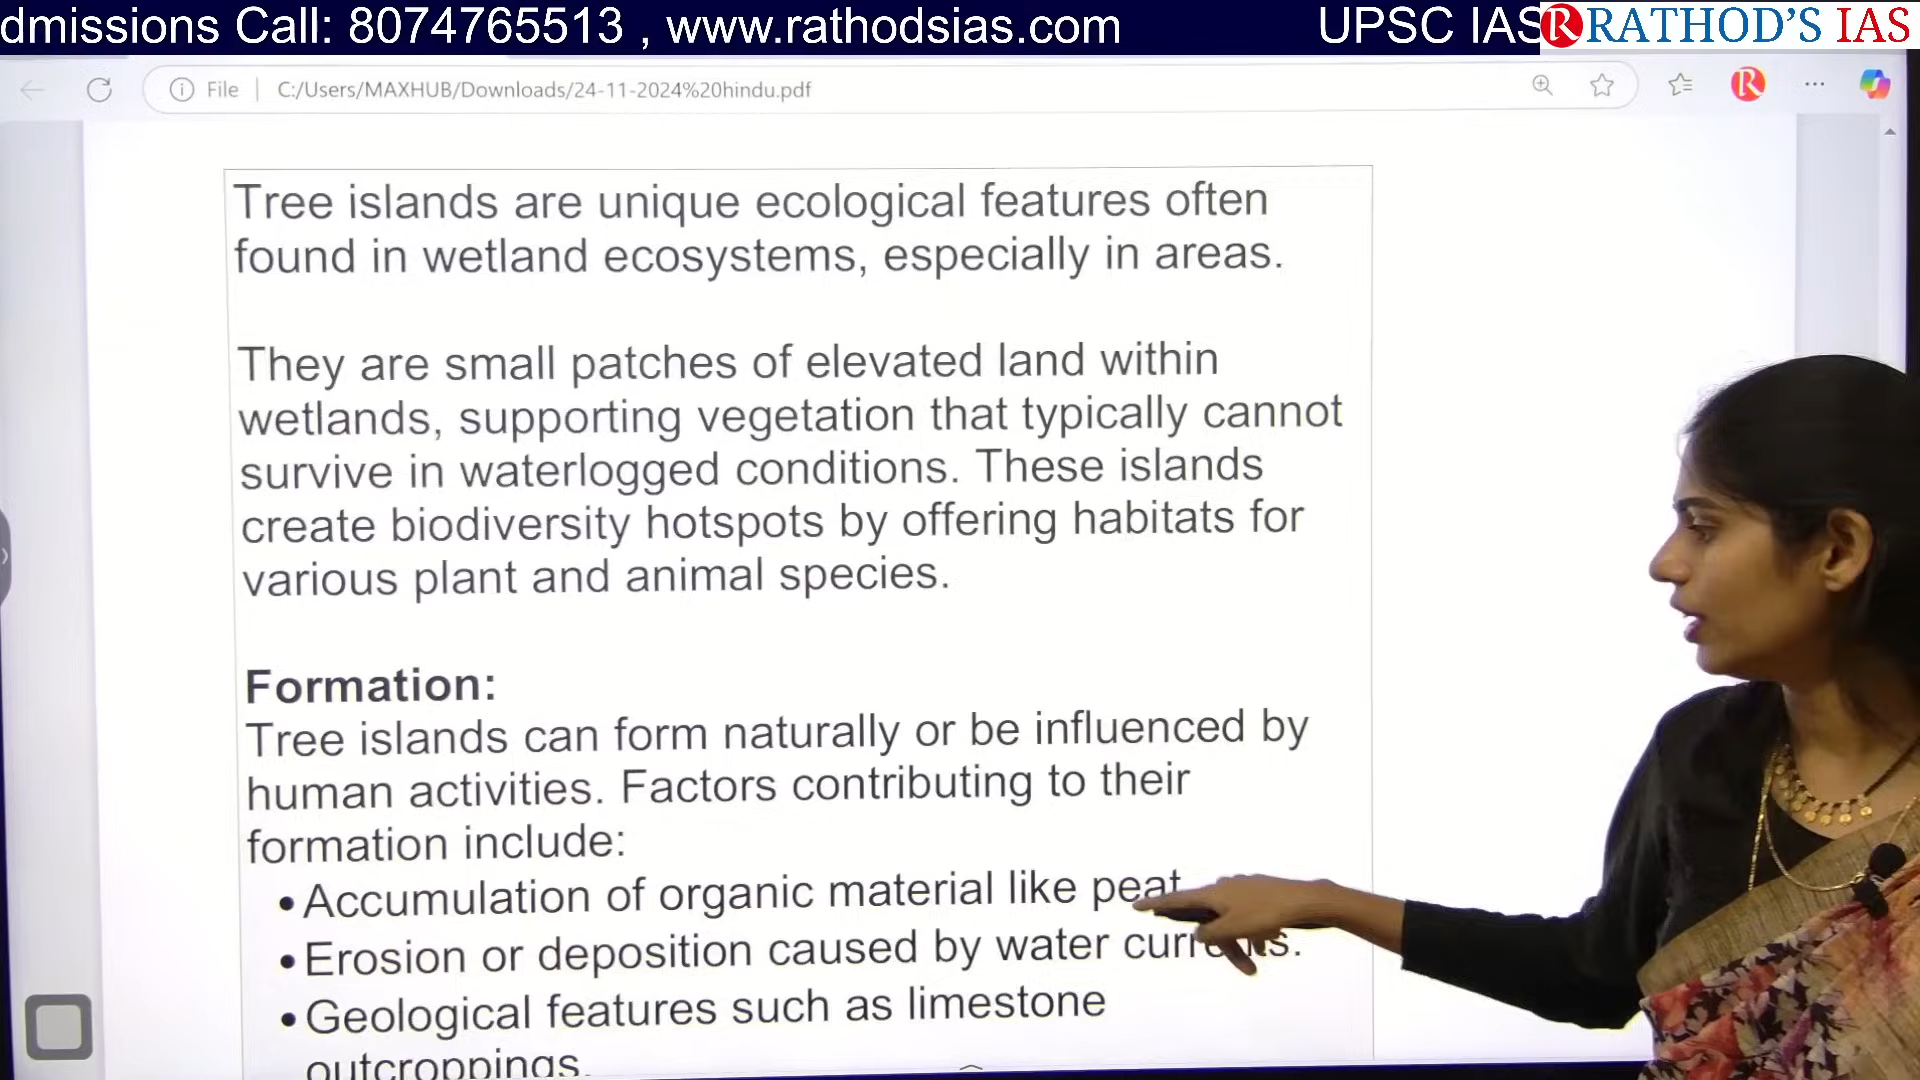 dmissions Call: 8074765513 , www.rathodsias.com
UPSC IAS
R RATHOD'S IAS
File | C:/Users/MAXHUB/Downloads/24-11-2024%20hindu.pdf
R
Tree islands are unique ecological features often
found in wetland ecosystems, especially in areas.
They are small patches of elevated land within
wetlands, supporting vegetation that typically cannot
survive in waterlogged conditions. These islands
create biodiversity hotspots by offering habitats for
various plant and animal species.
Formation:
Tree islands can form naturally or be influenced by
human activities. Factors contributing to their
formation include:
• Accumulation of organic material like peat
• Erosion or deposition caused by water currents.
• Geological features such as limestone
outcroppings.